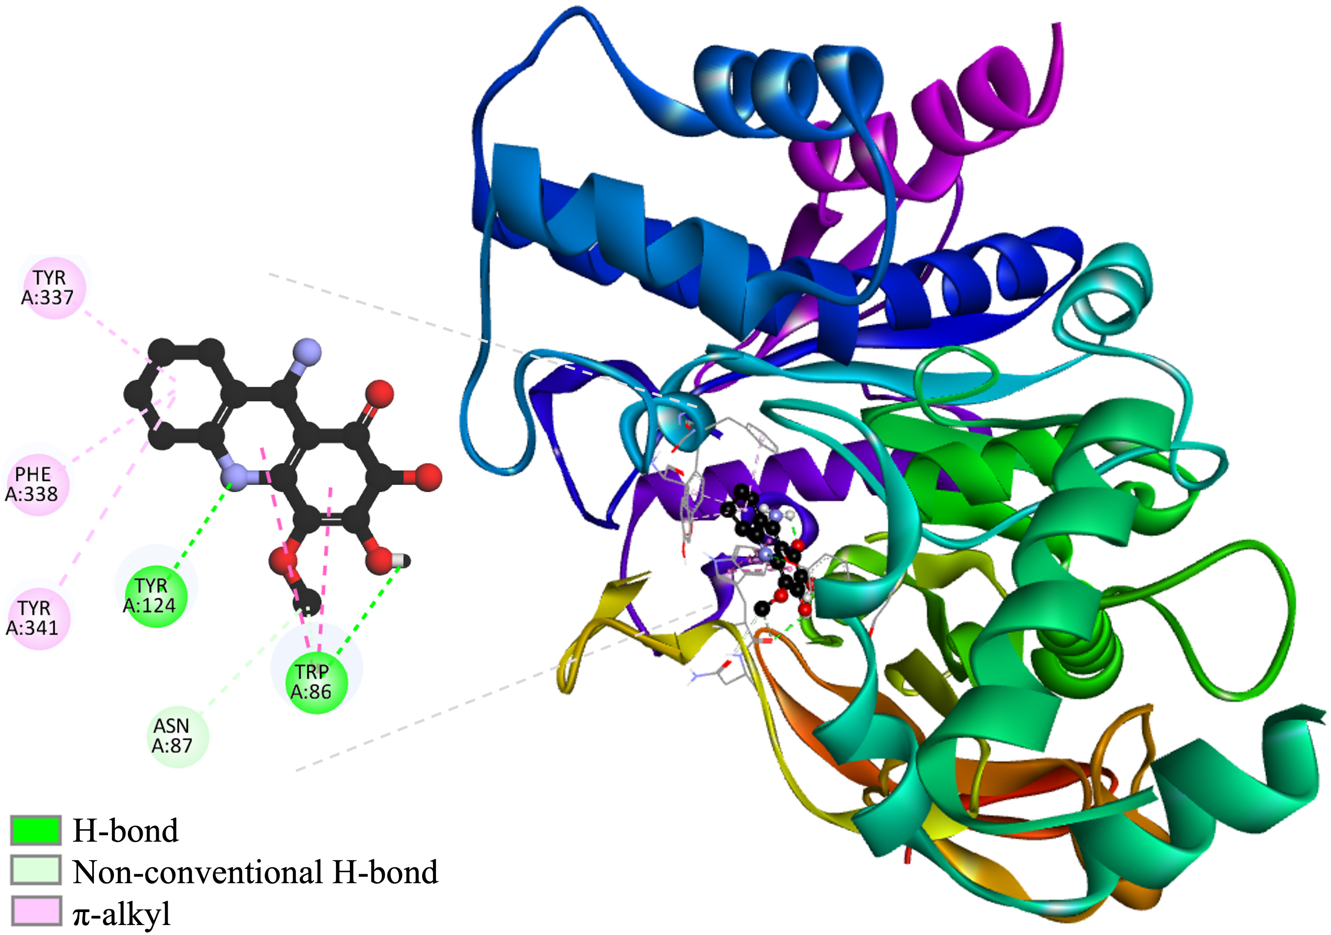 TYR
A:337
PHE
A:338
TYR
A:124
TYR
A:341
TRP
A:86
ASN
A:87
H-bond
Non-conventional H-bond
π-alkyl